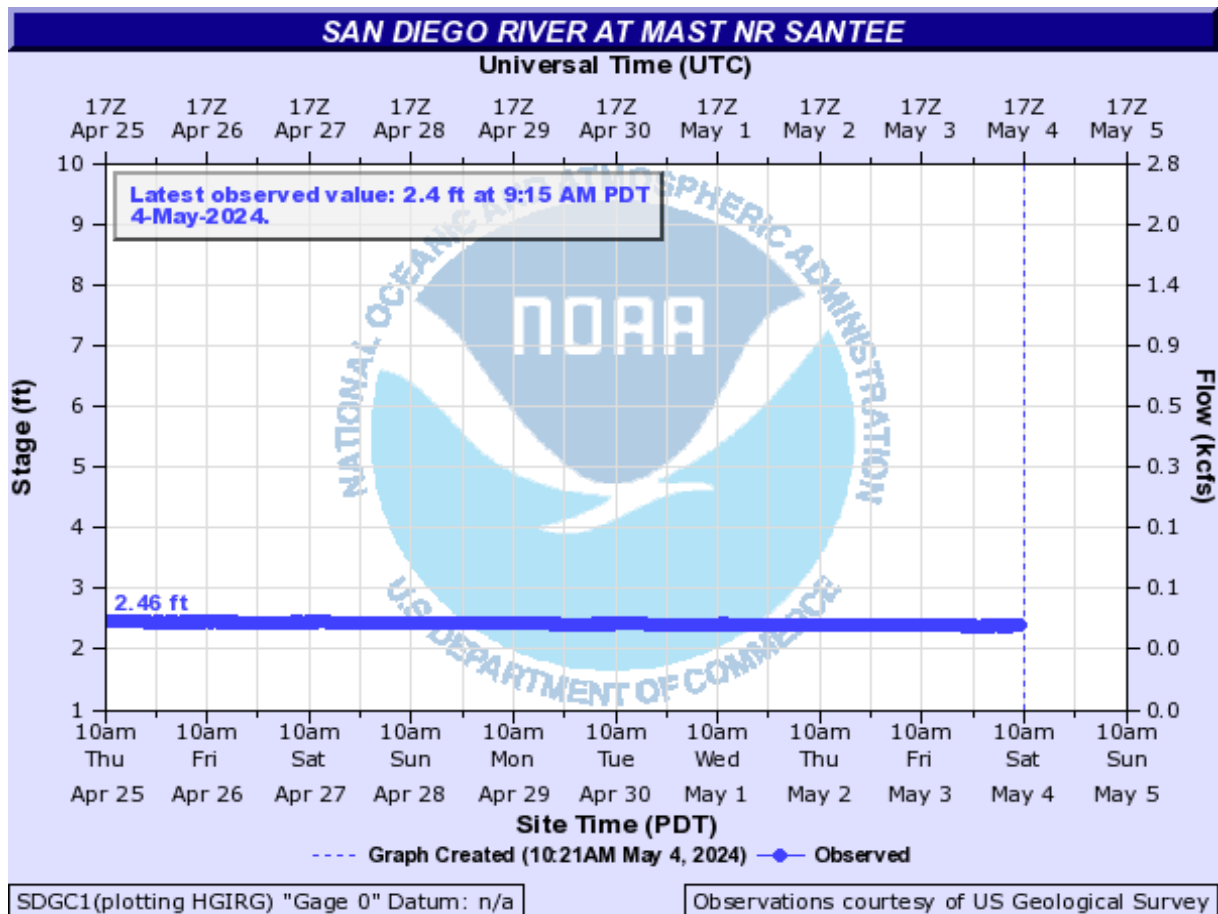 SAN DIEGO RIVER AT MAST NR SANTEE
Universal Time (UTC)
17Z 17Z 17Z 17Z 17Z 17Z 17Z 17Z 17Z 17Z 17Z
Apr 25 Apr 26 Apr 27 Apr 28 Apr 29 Apr 30 May 1 May 2 May 3 May 4 May 5
Latest observed value: 2.4 ft at 9:15 AM PDT
4-May-2024.
NATIONAL OCEANIC AND ATMOSPHERIC ADMINISTRATION
NOAA
U.S DEPARTMENT OF COMMERCE
Stage (ft)
10
9
8
7
6
5
4
3
2
1
2.46 ft
Flow (kcfs)
2.8
2.0
1.4
0.9
0.5
0.3
0.1
0.1
0.0
0.0
10am 10am 10am 10am 10am 10am 10am 10am 10am 10am 10am
Thu Fri Sat Sun Mon Tue Wed Thu Fri Sat Sun
Apr 25 Apr 26 Apr 27 Apr 28 Apr 29 Apr 30 May 1 May 2 May 3 May 4 May 5
Site Time (PDT)
Graph Created (10:21AM May 4, 2024) Observed
SDGC1(plotting HGIRG) "Gage 0" Datum: n/a
Observations courtesy of US Geological Survey